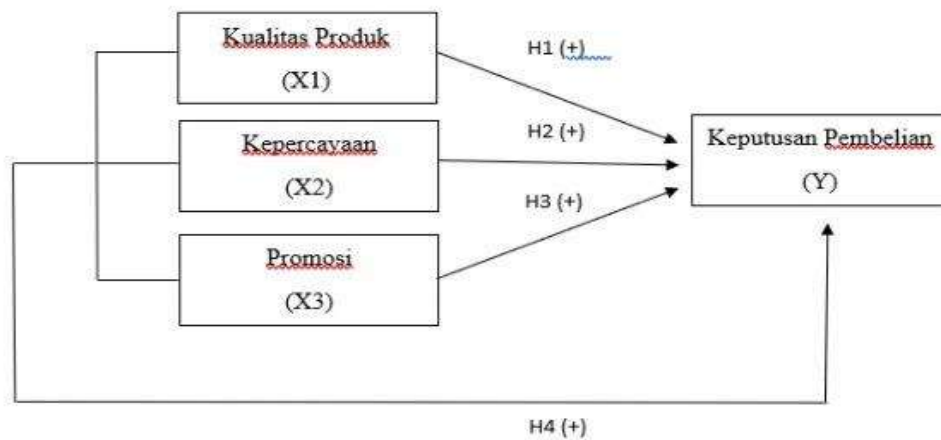 Kualitas Produk
(X1)
H1 (+)
Kepercayaan
(X2)
H2 (+)
Keputusan Pembelian
(Y)
H3 (+)
Promosi
(X3)
H4 (+)